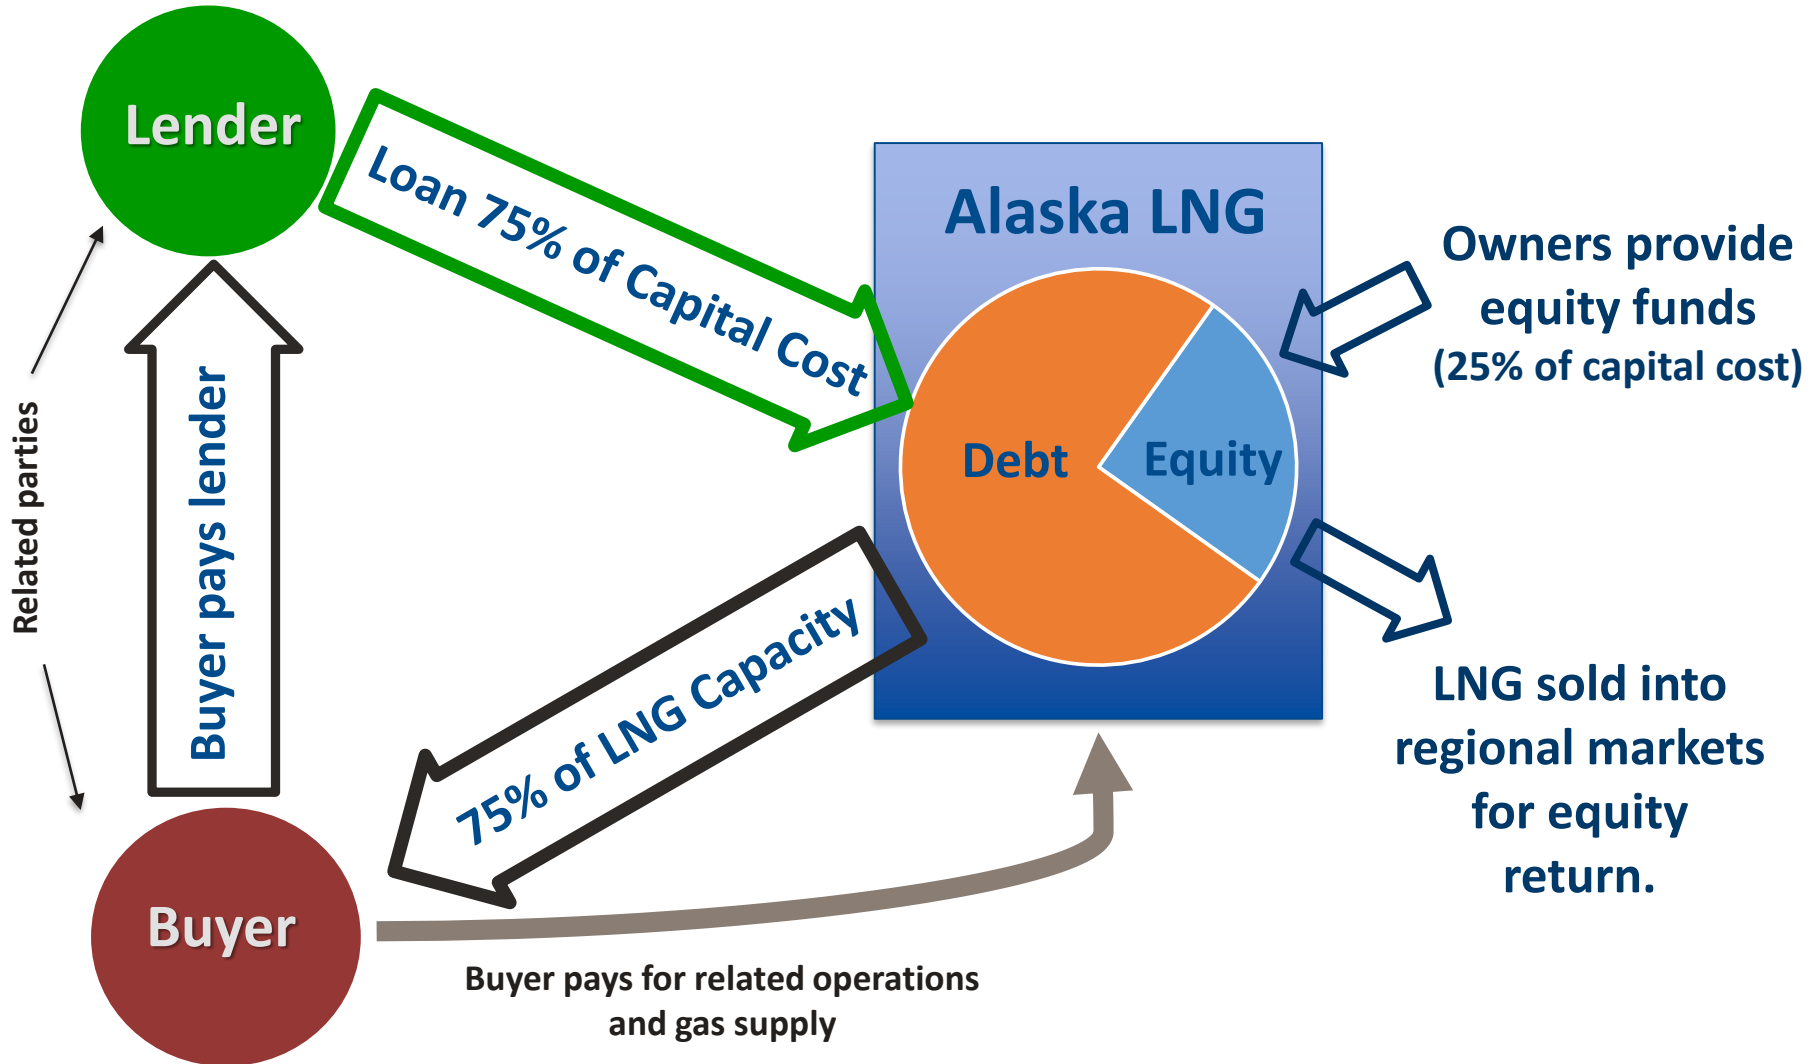 Lender
Loan 75% of Capital Cost
Alaska LNG
Owners provide
equity funds
(25% of capital cost)
Related parties
Buyer pays lender
Debt
Equity
75% of LNG Capacity
LNG sold into
regional markets
for equity
return.
Buyer
Buyer pays for related operations
and gas supply